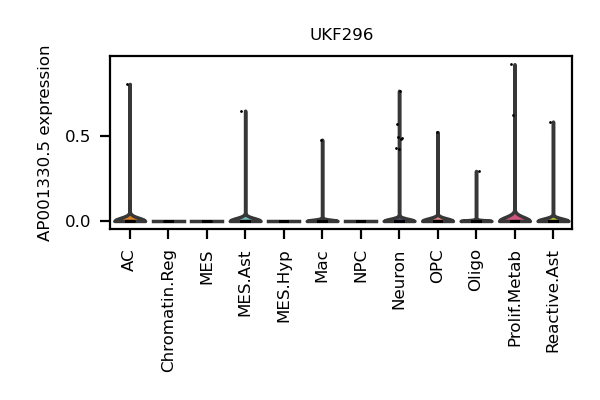 UKF296
AP001330.5 expression
0.5
0.0
AC
Chromatin.Reg
MES
MES.Ast
MES.Hyp
Mac
NPC
Neuron
OPC
Oligo
Prolif.Metab
Reactive.Ast